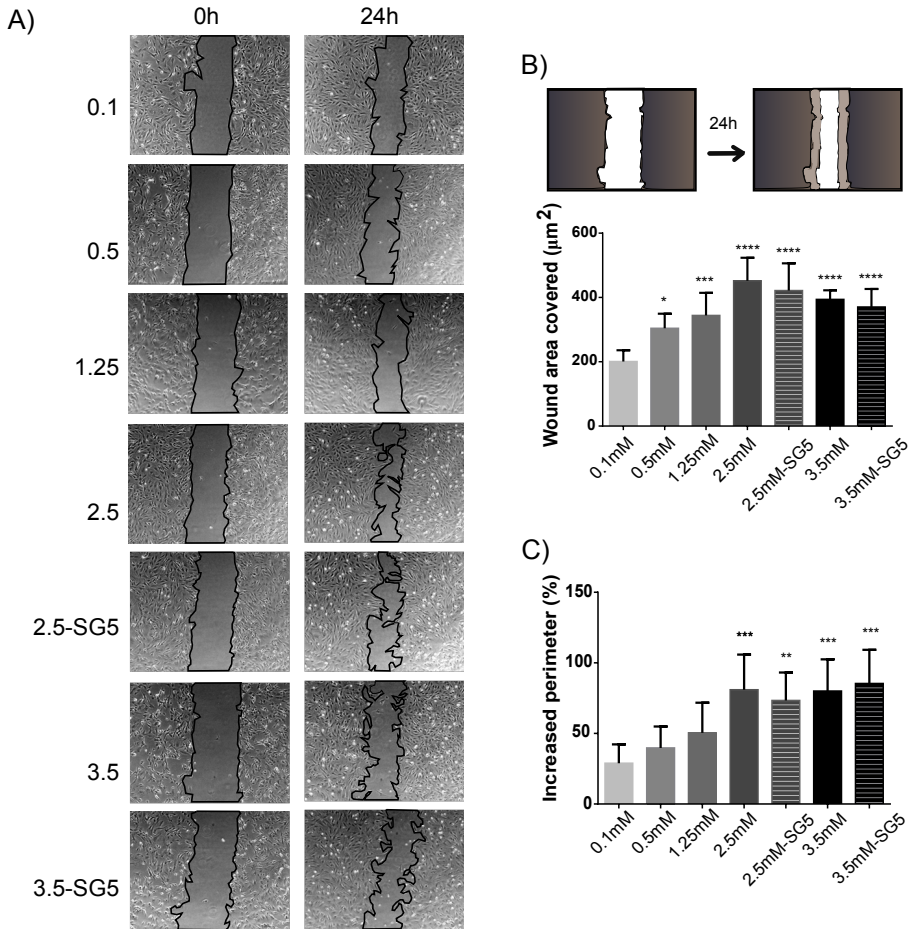 A)
0h 24h
0.1
0.5
1.25
2.5
2.5-SG5
3.5
3.5-SG5
B)
24h
Wound area covered (µm²)
600
400
200
0
* *** **** **** **** ****
0.1mM 0.5mM 1.25mM 2.5mM 2.5mM-SG5 3.5mM 3.5mM-SG5
C)
Increased perimeter (%)
150
100
50
0
*** ** *** ***
0.1mM 0.5mM 1.25mM 2.5mM 2.5mM-SG5 3.5mM 3.5mM-SG5